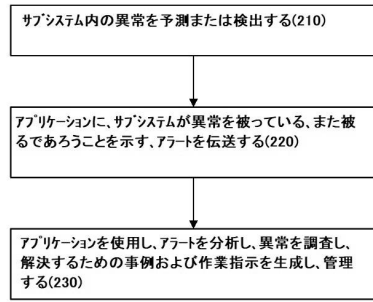 サブシステム内の異常を予測または検出する(210)
アプリケーションに、サブシステムが異常を被っている、また被
るであろうことを示す、アラートを伝送する(220)
アプリケーションを使用し、アラートを分析し、異常を調査し、
解決するための事例および作業指示を生成し、管理
する(230)